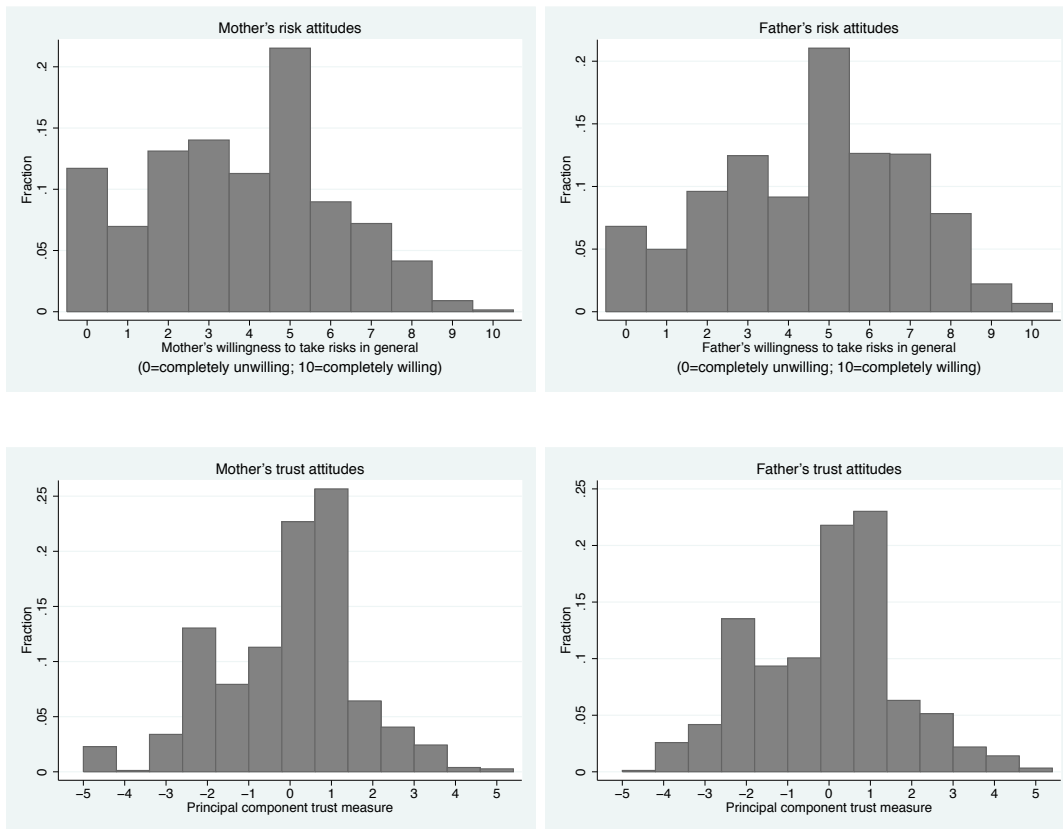 Mother's risk attitudes
Fraction
.2
.15
.1
.05
0
0 1 2 3 4 5 6 7 8 9 10
Mother's willingness to take risks in general
(0=completely unwilling; 10=completely willing)
Father's risk attitudes
Fraction
.2
.15
.1
.05
0
0 1 2 3 4 5 6 7 8 9 10
Father's willingness to take risks in general
(0=completely unwilling; 10=completely willing)
Mother's trust attitudes
Fraction
.25
.2
.15
.1
.05
0
−5 −4 −3 −2 −1 0 1 2 3 4 5
Principal component trust measure
Father's trust attitudes
Fraction
.25
.2
.15
.1
.05
0
−5 −4 −3 −2 −1 0 1 2 3 4 5
Principal component trust measure